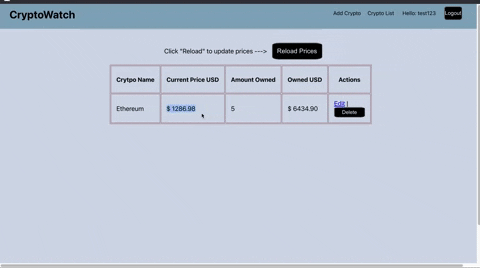 CryptoWatch
Add Crypto Crypto List Hello: test123 Logout
Click "Reload" to update prices ---> Reload Prices
Crytpo Name Current Price USD Amount Owned Owned USD Actions
Ethereum $ 1286.98 5 $ 6434.90 Edit |
Delete